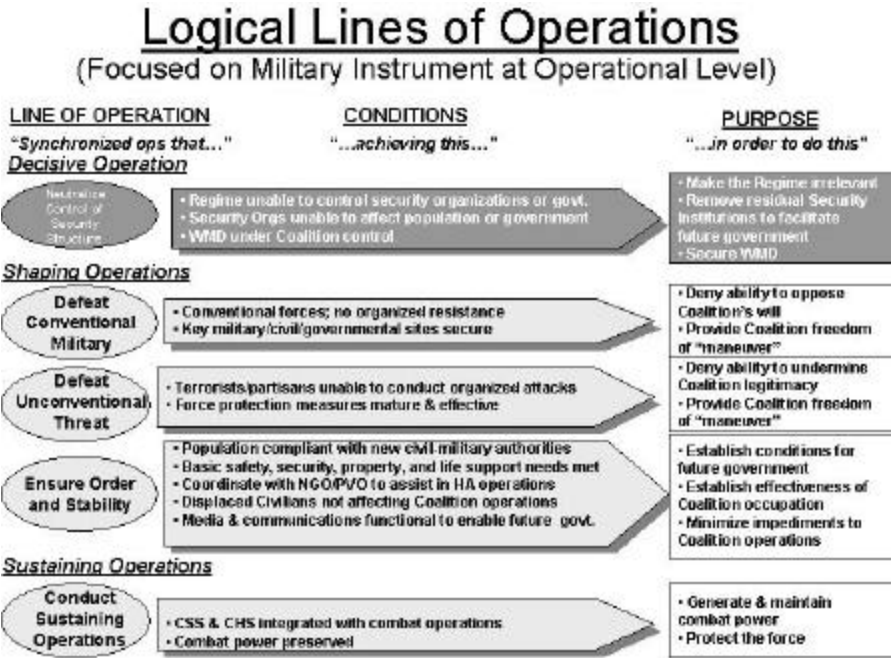 Logical Lines of Operations
(Focused on Military Instrument at Operational Level)
LINE OF OPERATION
CONDITIONS
PURPOSE
"Synchronized ops that..."
"...achieving this..."
"...in order to do this"
Decisive Operation
Neutralize
Control of
Security
Structure
• Regime unable to control security organizations or govt.
• Security Orgs unable to affect population or government
• WMD under Coalition control
• Make the Regime irrelevant
• Remove residual Security
Institutions to facilitate
future government
• Secure WMD
Shaping Operations
Defeat
Conventional
Military
• Conventional forces; no organized resistance
• Key military/civil/governmental sites secure
• Deny ability to oppose
Coalition's will
• Provide Coalition freedom
of "maneuver"
Defeat
Unconventional
Threat
• Terrorists/partisans unable to conduct organized attacks
• Force protection measures mature & effective
• Deny ability to undermine
Coalition legitimacy
• Provide Coalition freedom
of "maneuver"
Ensure Order
and Stability
• Population compliant with new civil-military authorities
• Basic safety, security, property, and life support needs met
• Coordinate with NGO/PVO to assist in HA operations
• Displaced Civilians not affecting Coalition operations
• Media & communications functional to enable future govt.
• Establish conditions for
future government
• Establish effectiveness of
Coalition occupation
• Minimize impediments to
Coalition operations
Sustaining Operations
Conduct
Sustaining
Operations
• CSS & CHS integrated with combat operations
• Combat power preserved
• Generate & maintain
combat power
• Protect the force